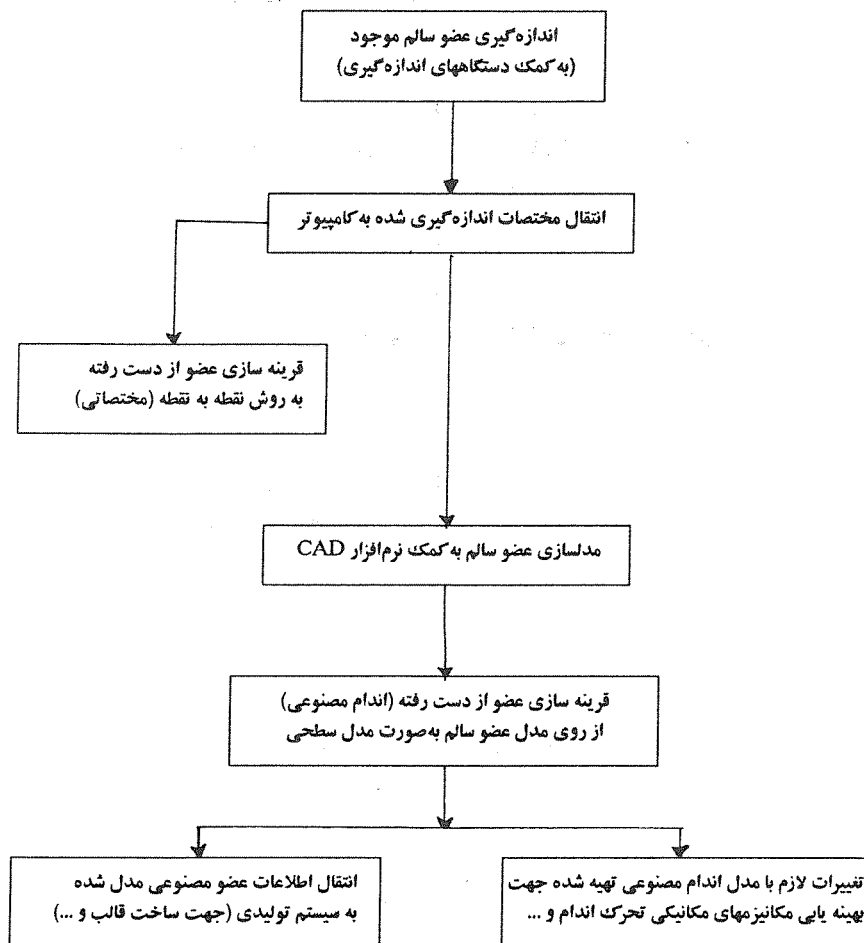 اندازه‌گیری عضو سالم موجود
(به کمک دستگاههای اندازه‌گیری)
انتقال مختصات اندازه‌گیری شده به کامپیوتر
قرینه سازی عضو از دست رفته
به روش نقطه به نقطه (مختصاتی)
مدلسازی عضو سالم به کمک نرم‌افزار CAD
قرینه سازی عضو از دست رفته (اندام مصنوعی)
از روی مدل عضو سالم به‌صورت مدل سطحی
تغییرات لازم با مدل اندام مصنوعی تهیه شده جهت
بهینه یابی مکانیزمهای مکانیکی تحرک اندام و ...
انتقال اطلاعات عضو مصنوعی مدل شده
به سیستم تولیدی (جهت ساخت قالب و ...)